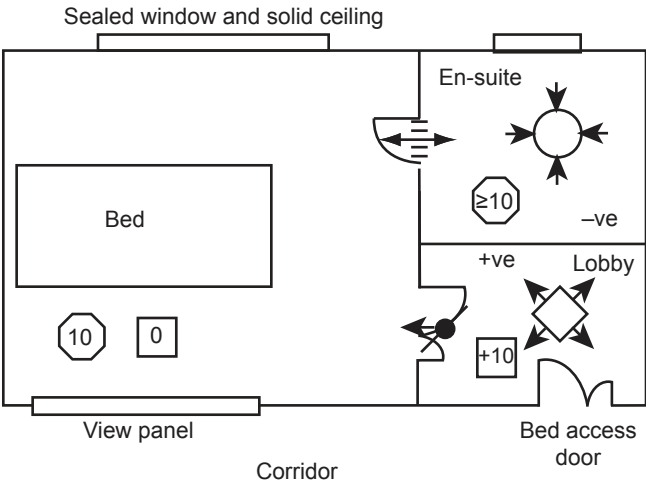 Sealed window and solid ceiling
En-suite
≥10
–ve
Bed
+ve
Lobby
10
0
+10
View panel
Bed access
door
Corridor